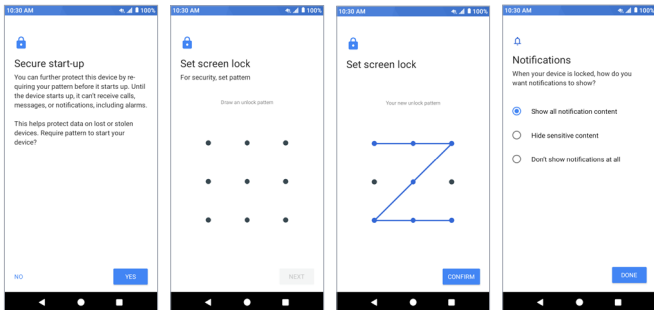 10:30 AM 100%
Secure start-up
You can further protect this device by re-
quiring your pattern before it starts up. Until
the device starts up, it can't receive calls,
messages, or notifications, including alarms.
This helps protect data on lost or stolen
devices. Require pattern to start your
device?
NO YES
10:30 AM 100%
Set screen lock
For security, set pattern
Draw an unlock pattern
NEXT
10:30 AM 100%
Set screen lock
Your new unlock pattern
CONFIRM
10:30 AM 100%
Notifications
When your device is locked, how do you
want notifications to show?
Show all notification content
Hide sensitive content
Don't show notifications at all
DONE